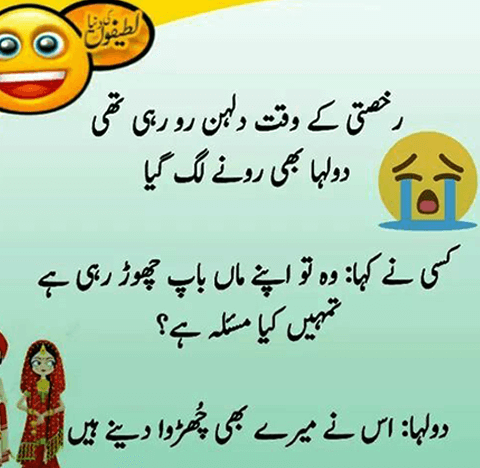 لطیفوں کی دنیا
رخصتی کے وقت دلہن رو رہی تھی
دولہا بھی رونے لگ گیا
کسی نے کہا: وہ تو اپنے ماں باپ چھوڑ رہی ہے
تمہیں کیا مسئلہ ہے؟
دولہا: اس نے میرے بھی چُھڑوا دینے ہیں